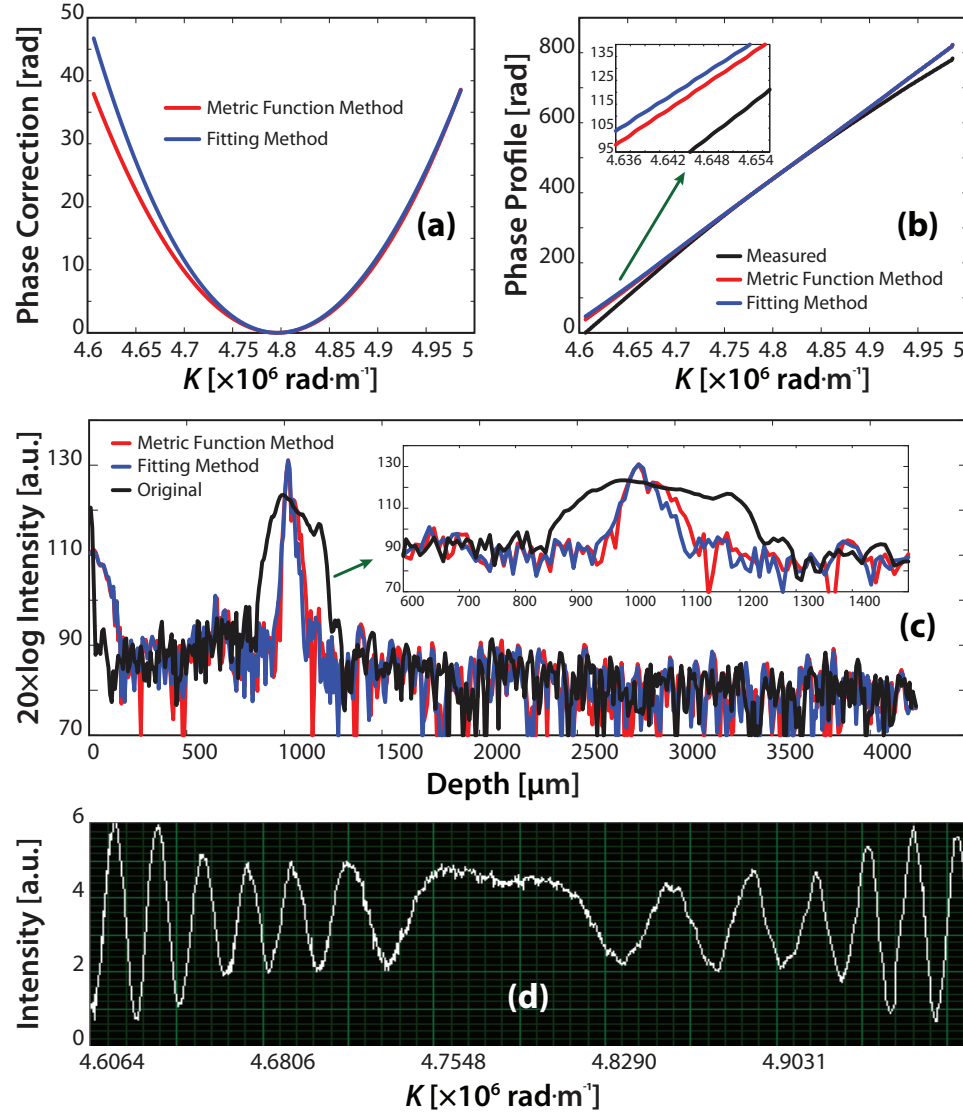 50
40
30
20
10
0
Phase Correction [rad]
Metric Function Method
Fitting Method
(a)
4.6 4.65 4.7 4.75 4.8 4.85 4.9 4.95 5
K [×10⁶ rad·m⁻¹]
800
600
400
200
0
Phase Profile [rad]
135
125
115
105
95
4.636 4.642 4.648 4.654
(b)
Measured
Metric Function Method
Fitting Method
4.6 4.65 4.7 4.75 4.8 4.85 4.9 4.95 5
K [×10⁶ rad·m⁻¹]
130
110
90
70
20×log Intensity [a.u.]
Metric Function Method
Fitting Method
Original
130
110
90
70
600 700 800 900 1000 1100 1200 1300 1400
(c)
0 500 1000 1500 2000 2500 3000 3500 4000
Depth [μm]
6
4
2
0
Intensity [a.u.]
(d)
4.6064 4.6806 4.7548 4.8290 4.9031
K [×10⁶ rad·m⁻¹]